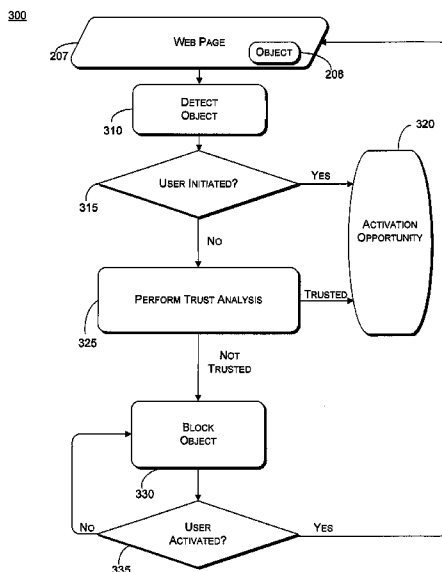 300
WEB PAGE
OBJECT
207
208
DETECT
OBJECT
310
320
USER INITIATED?
YES
315
ACTIVATION
OPPORTUNITY
NO
PERFORM TRUST ANALYSIS
TRUSTED
325
NOT
TRUSTED
BLOCK
OBJECT
330
NO
USER
ACTIVATED?
YES
335